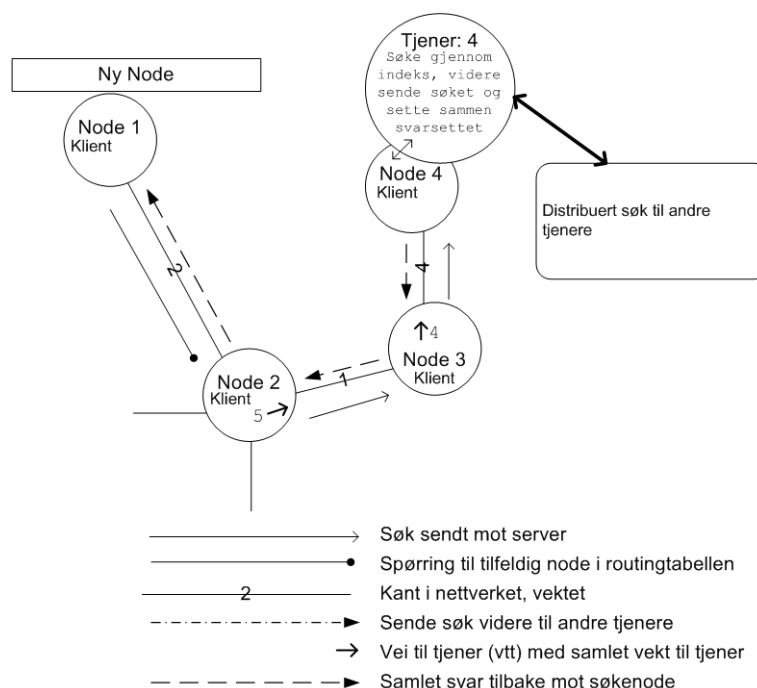 Tjener: 4
Søke gjennom
indeks, videre
sende søket og
sette sammen
svarsettet
Ny Node
Node 1
Klient
Node 4
Klient
Distribuert søk til andre
tjenere
2
4
4
Node 3
Klient
1
Node 2
Klient
5
Søk sendt mot server
Spørring til tilfeldig node i routingtabellen
2
Kant i nettverket, vektet
Sende søk videre til andre tjenere
Vei til tjener (vtt) med samlet vekt til tjener
Samlet svar tilbake mot søkenode